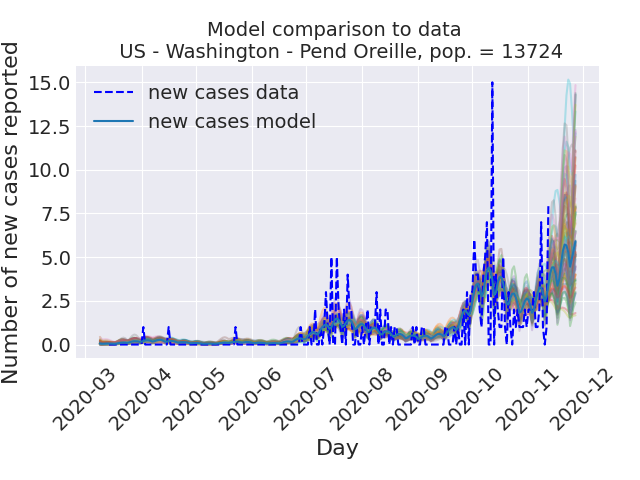 Model comparison to data
US - Washington - Pend Oreille, pop. = 13724
Number of new cases reported
15.0
12.5
10.0
7.5
5.0
2.5
0.0
new cases data
new cases model
2020-03
2020-04
2020-05
2020-06
2020-07
2020-08
2020-09
2020-10
2020-11
2020-12
Day